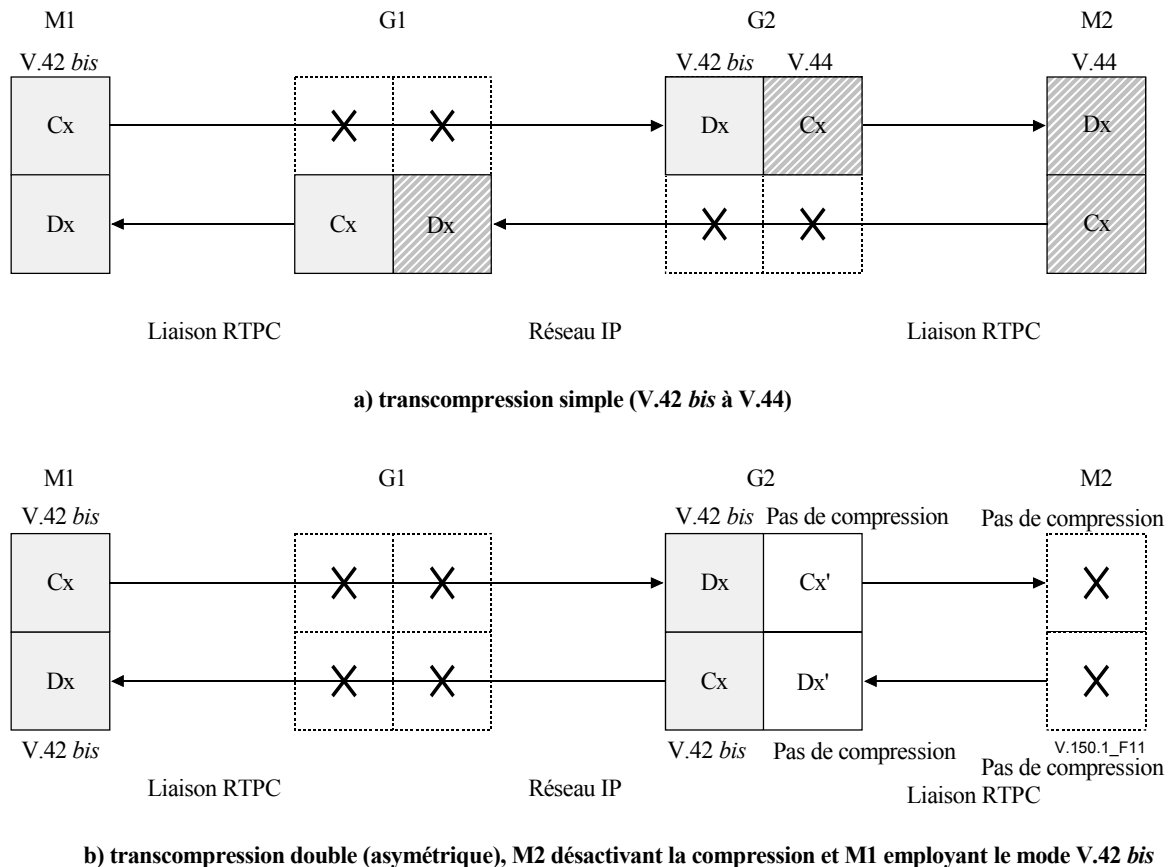 M1 G1 G2 M2
V.42 bis V.42 bis V.44 V.44
Cx Dx Cx Dx
Dx Cx Dx Cx
Liaison RTPC Réseau IP Liaison RTPC
a) transcompression simple (V.42 bis à V.44)
M1 G1 G2 M2
V.42 bis V.42 bis Pas de compression Pas de compression
Cx Dx Cx'
Dx Cx Dx'
V.42 bis V.42 bis Pas de compression V.150.1_F11
Pas de compression
Liaison RTPC Réseau IP Liaison RTPC
b) transcompression double (asymétrique), M2 désactivant la compression et M1 employant le mode V.42 bis